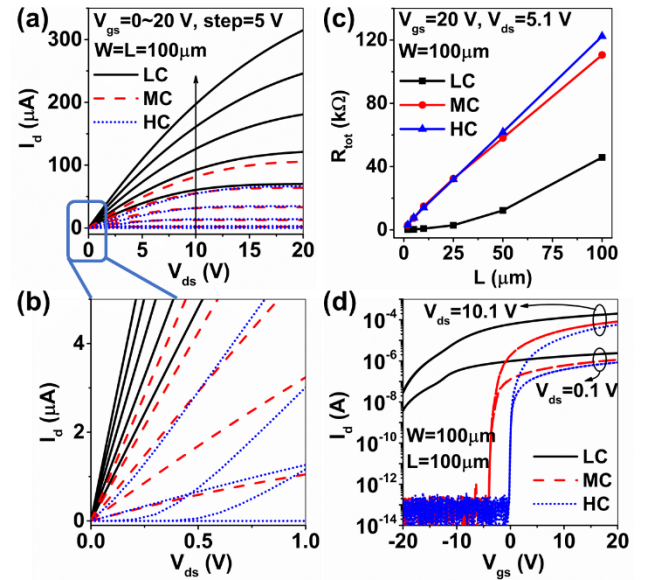 (a)
V_gs=0~20 V, step=5 V
W=L=100μm
LC
MC
HC
300
200
100
0
I_d (μA)
0 5 10 15 20
V_ds (V)
(c)
V_gs=20 V, V_ds=5.1 V
W=100μm
LC
MC
HC
120
80
40
0
R_tot (kΩ)
0 25 50 75 100
L (μm)
(b)
4
2
0
I_d (μA)
0.0 0.5 1.0
V_ds (V)
(d)
V_ds=10.1 V
V_ds=0.1 V
W=100μm
L=100μm
LC
MC
HC
10^-4
10^-6
10^-8
10^-10
10^-12
10^-13
10^-14
I_d (A)
-20 -10 0 10 20
V_gs (V)